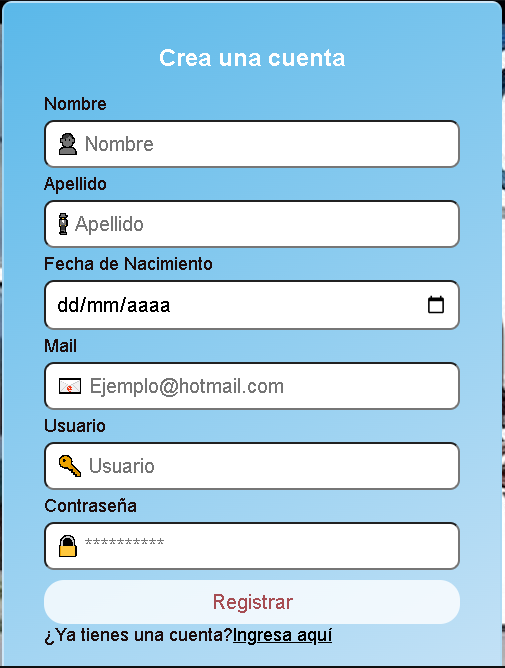 Crea una cuenta
Nombre
Nombre
Apellido
Apellido
Fecha de Nacimiento
dd/mm/aaaa
Mail
Ejemplo@hotmail.com
Usuario
Usuario
Contraseña
**********
Registrar
¿Ya tienes una cuenta?Ingresa aquí